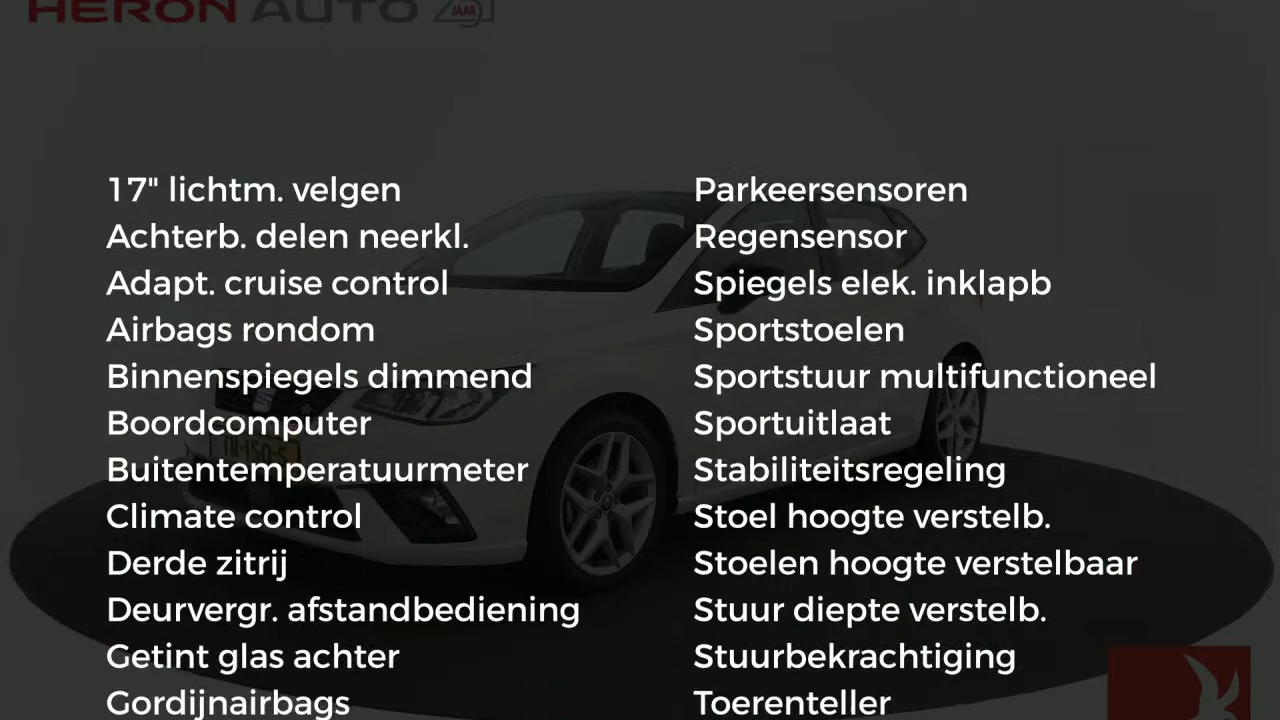 HERON AUTO
JAAR
17" lichtm. velgen
Achterb. delen neerkl.
Adapt. cruise control
Airbags rondom
Binnenspiegels dimmend
Boordcomputer
Buitentemperatuurmeter
Climate control
Derde zitrij
Deurvergr. afstandbediening
Getint glas achter
Gordijnairbags
Parkeersensoren
Regensensor
Spiegels elek. inklapb
Sportstoelen
Sportstuur multifunctioneel
Sportuitlaat
Stabiliteitsregeling
Stoel hoogte verstelb.
Stoelen hoogte verstelbaar
Stuur diepte verstelb.
Stuurbekrachtiging
Toerenteller